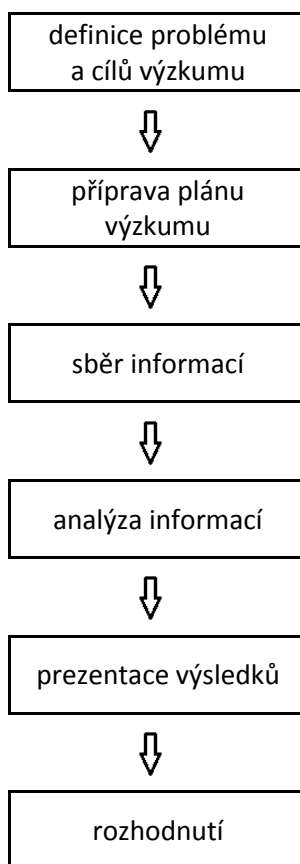 definice problému
a cílů výzkumu
příprava plánu
výzkumu
sběr informací
analýza informací
prezentace výsledků
rozhodnutí